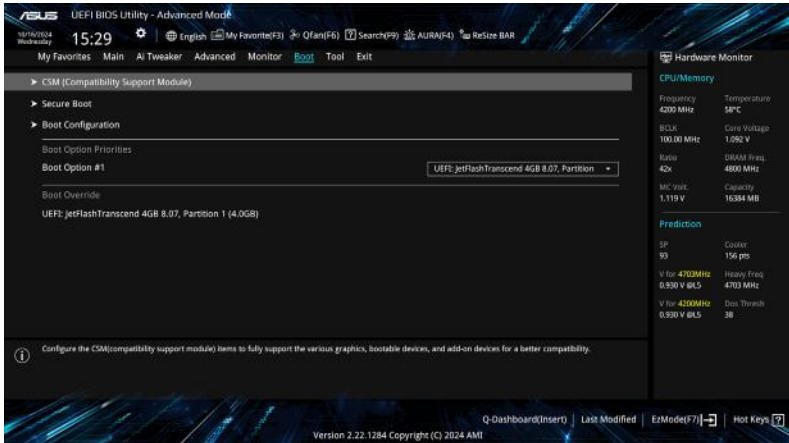 ASUS UEFI BIOS Utility - Advanced Mode
10/16/2024 Wednesday 15:29 English My Favorite(F3) Qfan(F6) Search(F9) AURA(F4) ReSize BAR
My Favorites Main Ai Tweaker Advanced Monitor Boot Tool Exit
CSM (Compatibility Support Module)
Secure Boot
Boot Configuration
Boot Option Priorities
Boot Option #1 UEFI: JetFlashTranscend 4GB 8.07, Partition
Boot Override
UEFI: JetFlashTranscend 4GB 8.07, Partition 1 (4.0GB)
Hardware Monitor
CPU/Memory
Frequency Temperature
4200 MHz 58°C
BCLK Core Voltage
100.00 MHz 1.092 V
Ratio DRAM Freq.
42x 4800 MHz
MC Volt. Capacity
1.119 V 16384 MB
Prediction
SP Cooler
93 156 pts
V for 4703MHz Heavy Freq
0.930 V @L5 4703 MHz
V for 4200MHz Dos Thresh
0.930 V @L5 38
Configure the CSM(compatibility support module) items to fully support the various graphics, bootable devices, and add-on devices for a better compatibility.
Q-Dashboard(Insert) Last Modified EzMode(F7) Hot Keys ?
Version 2.22.1284 Copyright (C) 2024 AMI